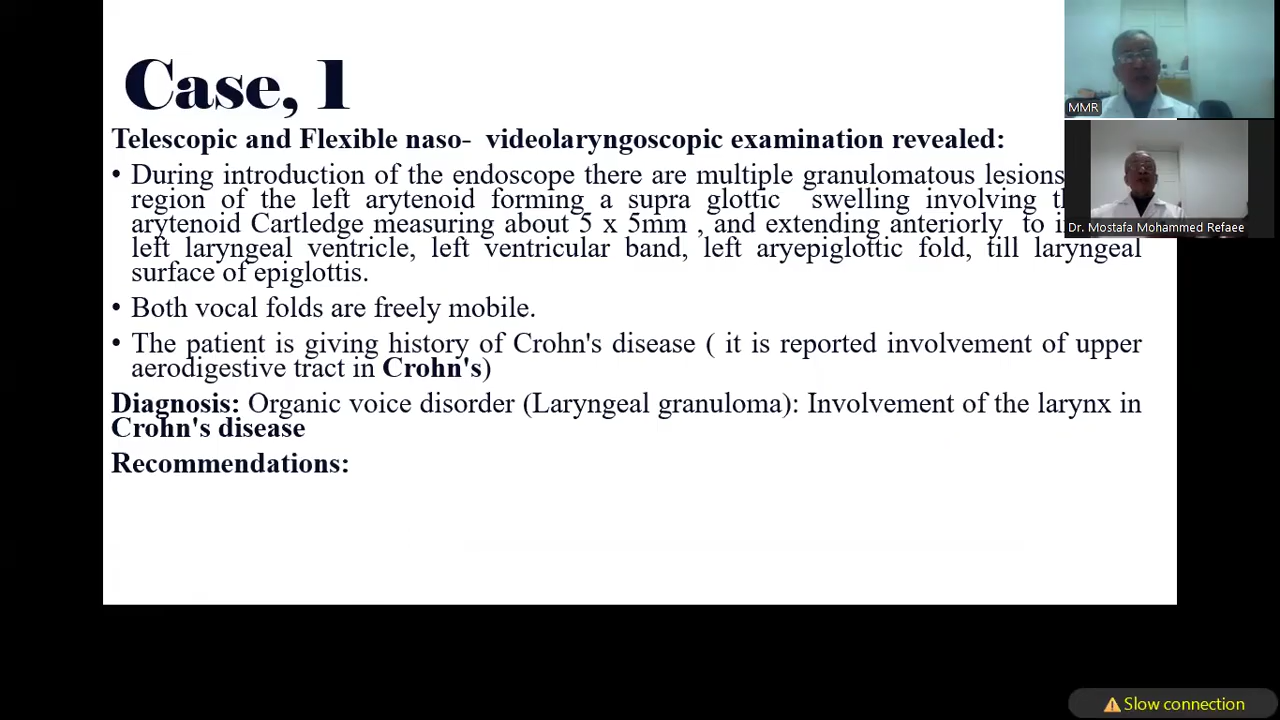 Case, 1
Telescopic and Flexible naso- videolaryngoscopic examination revealed:
• During introduction of the endoscope there are multiple granulomatous lesions
region of the left arytenoid forming a supra glottic swelling involving
arytenoid Cartledge measuring about 5 x 5mm , and extending anteriorly to
left laryngeal ventricle, left ventricular band, left aryepiglottic fold, till laryngeal
surface of epiglottis.
• Both vocal folds are freely mobile.
• The patient is giving history of Crohn's disease ( it is reported involvement of upper
aerodigestive tract in Crohn's)
Diagnosis: Organic voice disorder (Laryngeal granuloma): Involvement of the larynx in
Crohn's disease
Recommendations:
MMR
Dr. Mostafa Mohammed Refaee
Slow connection